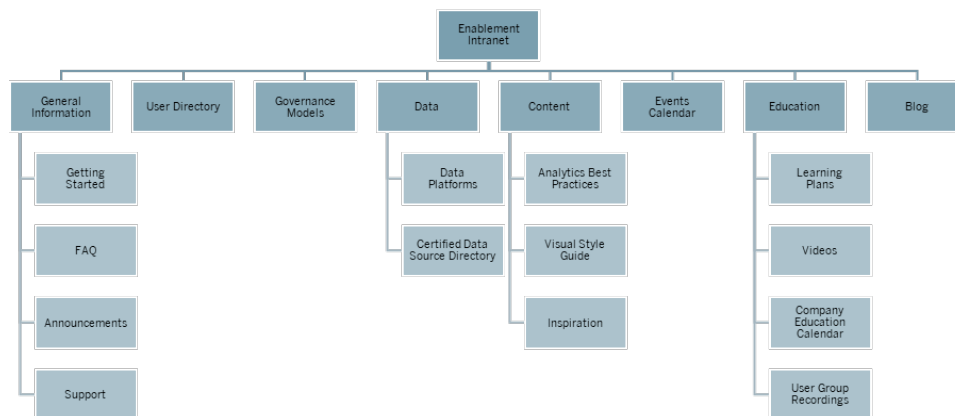 Enablement
Intranet
General
Information
User Directory
Governance
Models
Data
Content
Events
Calendar
Education
Blog
Getting
Started
FAQ
Announcements
Support
Data
Platforms
Certified Data
Source Directory
Analytics Best
Practices
Visual Style
Guide
Inspiration
Learning
Plans
Videos
Company
Education
Calendar
User Group
Recordings